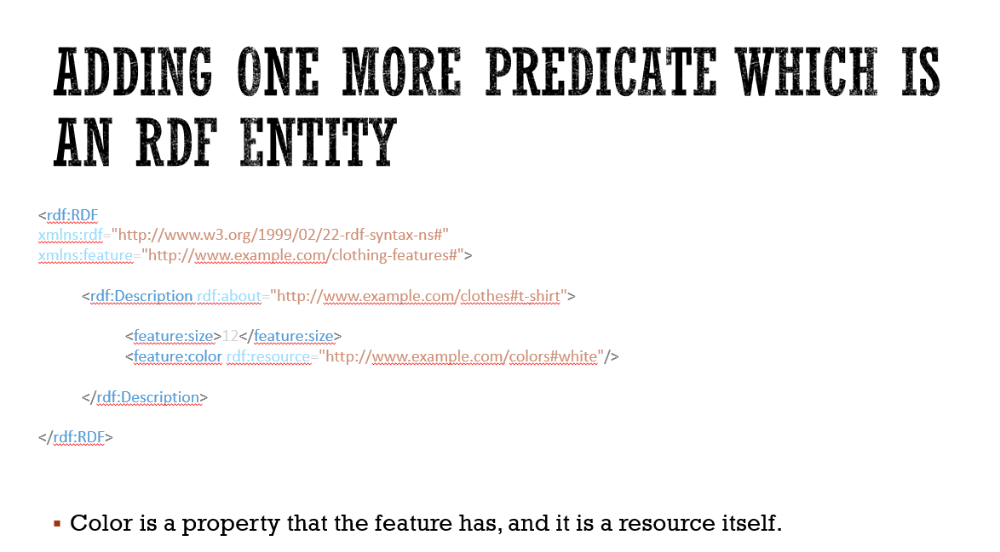 ADDING ONE MORE PREDICATE WHICH IS
AN RDF ENTITY
<rdf:RDF
xmlns:rdf="http://www.w3.org/1999/02/22-rdf-syntax-ns#"
xmlns:feature="http://www.example.com/clothing-features#">
<rdf:Description rdf:about="http://www.example.com/clothes#t-shirt">
<feature:size>12</feature:size>
<feature:color rdf:resource="http://www.example.com/colors#white"/>
</rdf:Description>
</rdf:RDF>
▪ Color is a property that the feature has, and it is a resource itself.